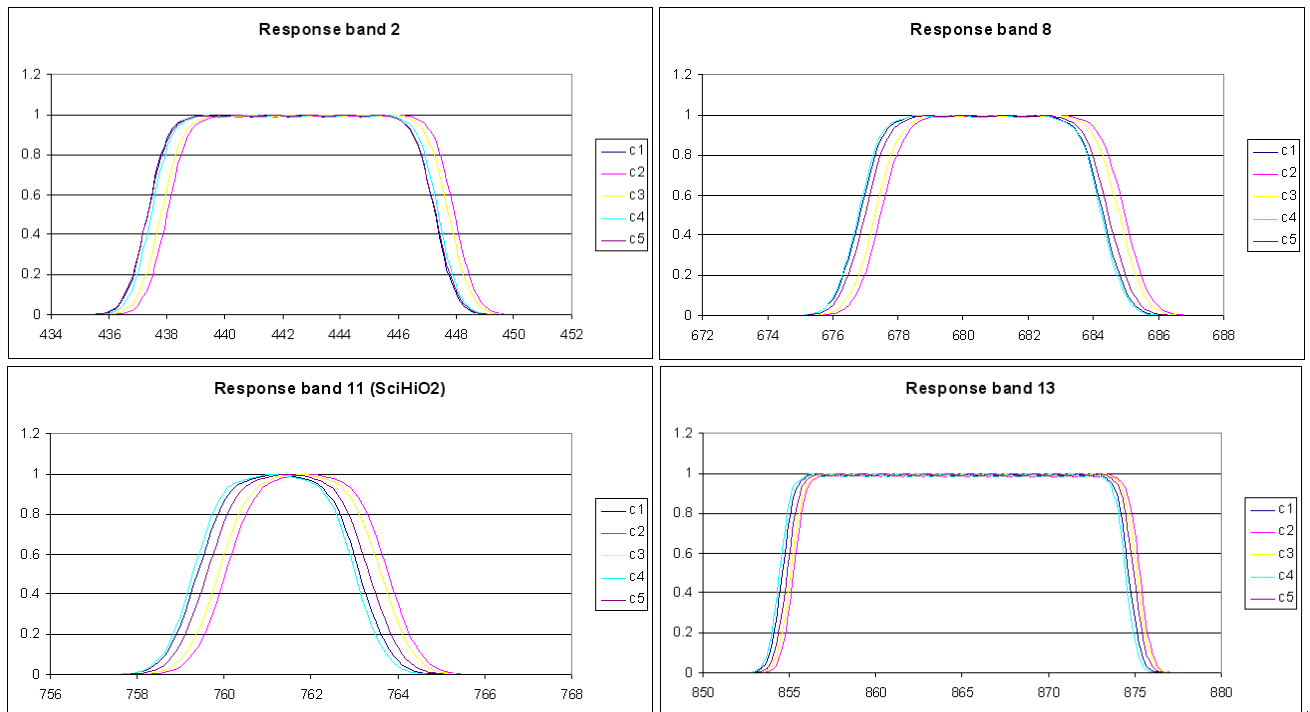 Response band 2
1.2
1
0.8
0.6
0.4
0.2
0
434 436 438 440 442 444 446 448 450 452
c1
c2
c3
c4
c5
Response band 8
1.2
1
0.8
0.6
0.4
0.2
0
672 674 676 678 680 682 684 686 688
c1
c2
c3
c4
c5
Response band 11 (SciHiO2)
1.2
1
0.8
0.6
0.4
0.2
0
756 758 760 762 764 766 768
c1
c2
c3
c4
c5
Response band 13
1.2
1
0.8
0.6
0.4
0.2
0
850 855 860 865 870 875 880
c1
c2
c3
c4
c5